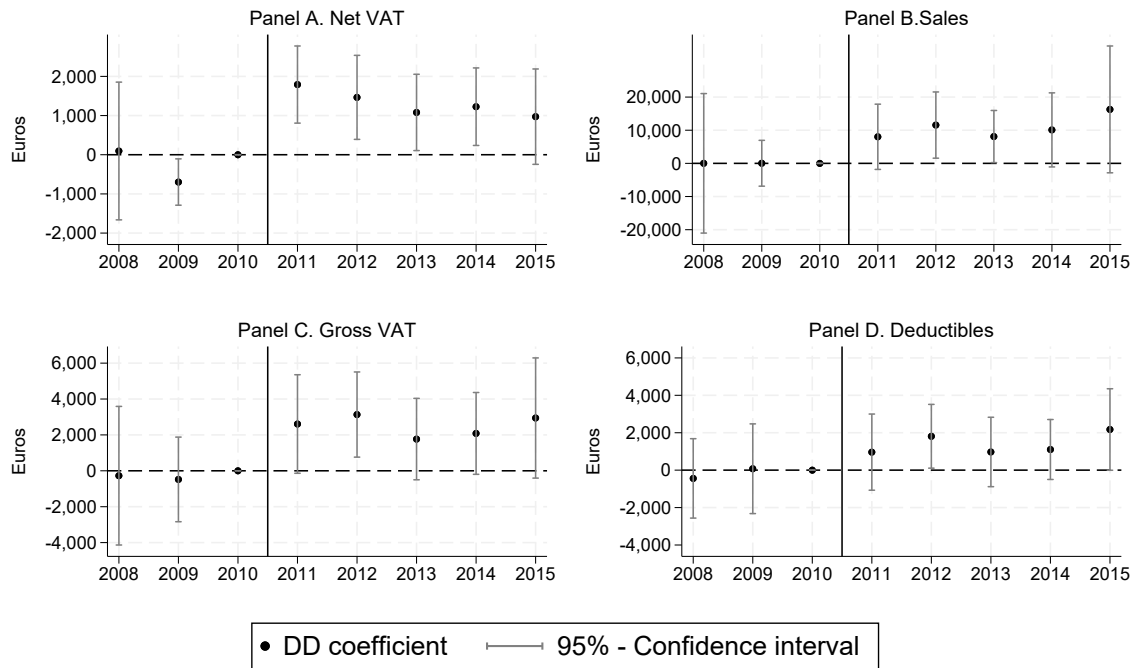 Panel A. Net VAT
Euros
2,000
1,000
0
-1,000
-2,000
2008 2009 2010 2011 2012 2013 2014 2015
Panel B.Sales
Euros
20,000
10,000
0
-10,000
-20,000
2008 2009 2010 2011 2012 2013 2014 2015
Panel C. Gross VAT
Euros
6,000
4,000
2,000
0
-2,000
-4,000
2008 2009 2010 2011 2012 2013 2014 2015
Panel D. Deductibles
Euros
6,000
4,000
2,000
0
-2,000
-4,000
2008 2009 2010 2011 2012 2013 2014 2015
DD coefficient 95% - Confidence interval